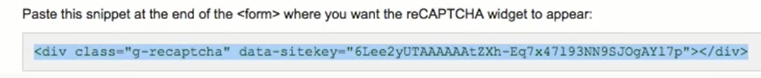 Paste this snippet at the end of the <form> where you want the reCAPTCHA widget to appear:
<div class="g-recaptcha" data-sitekey="6Lee2yUTAAAAAAtZXh-Eq7x47l93NN9SJOgAYl7p"></div>